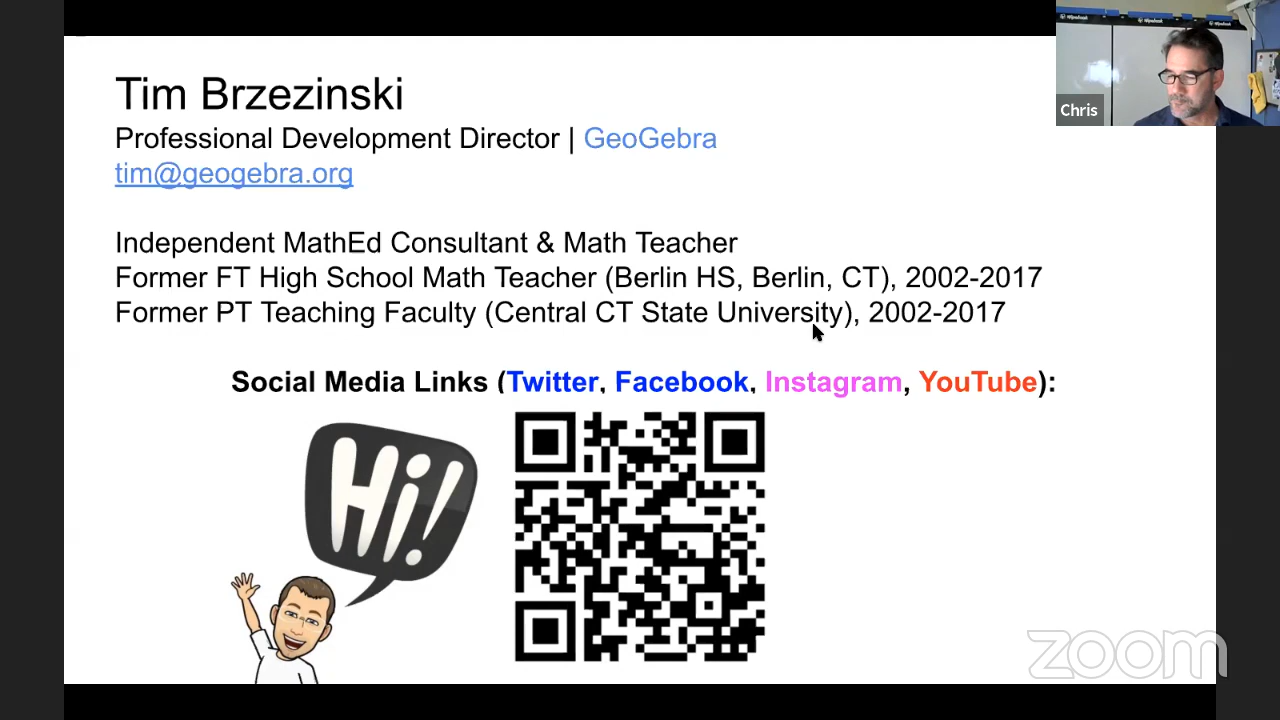 Tim Brzezinski
Professional Development Director | GeoGebra
tim@geogebra.org
Independent MathEd Consultant & Math Teacher
Former FT High School Math Teacher (Berlin HS, Berlin, CT), 2002-2017
Former PT Teaching Faculty (Central CT State University), 2002-2017
Social Media Links (Twitter, Facebook, Instagram, YouTube):
Hi!
Chris
zoom